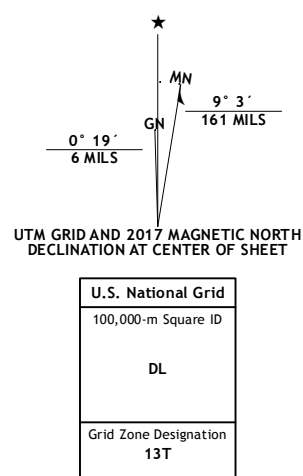 ★
MN
GN
9° 3´
161 MILS
0° 19´
6 MILS
UTM GRID AND 2017 MAGNETIC NORTH
DECLINATION AT CENTER OF SHEET
U.S. National Grid
100,000-m Square ID
DL
Grid Zone Designation
13T